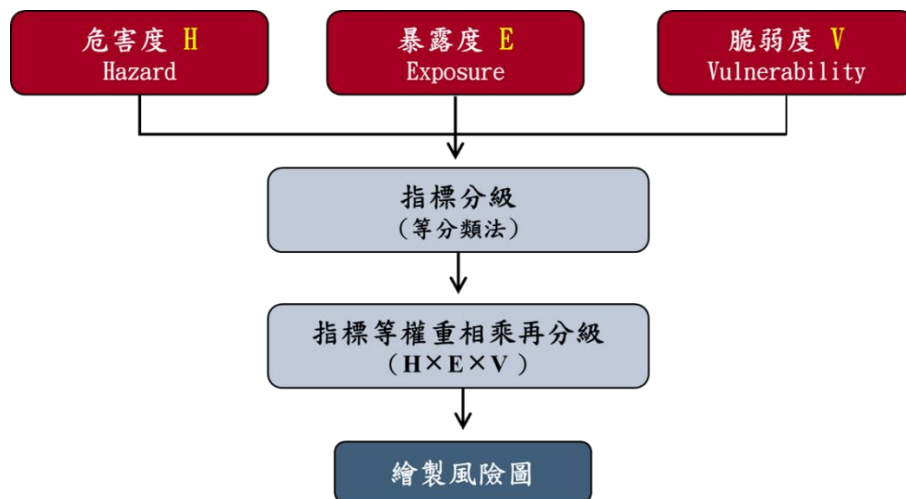 危害度 H
Hazard
暴露度 E
Exposure
脆弱度 V
Vulnerability
指標分級
(等分類法)
指標等權重相乘再分級
(H×E×V)
繪製風險圖